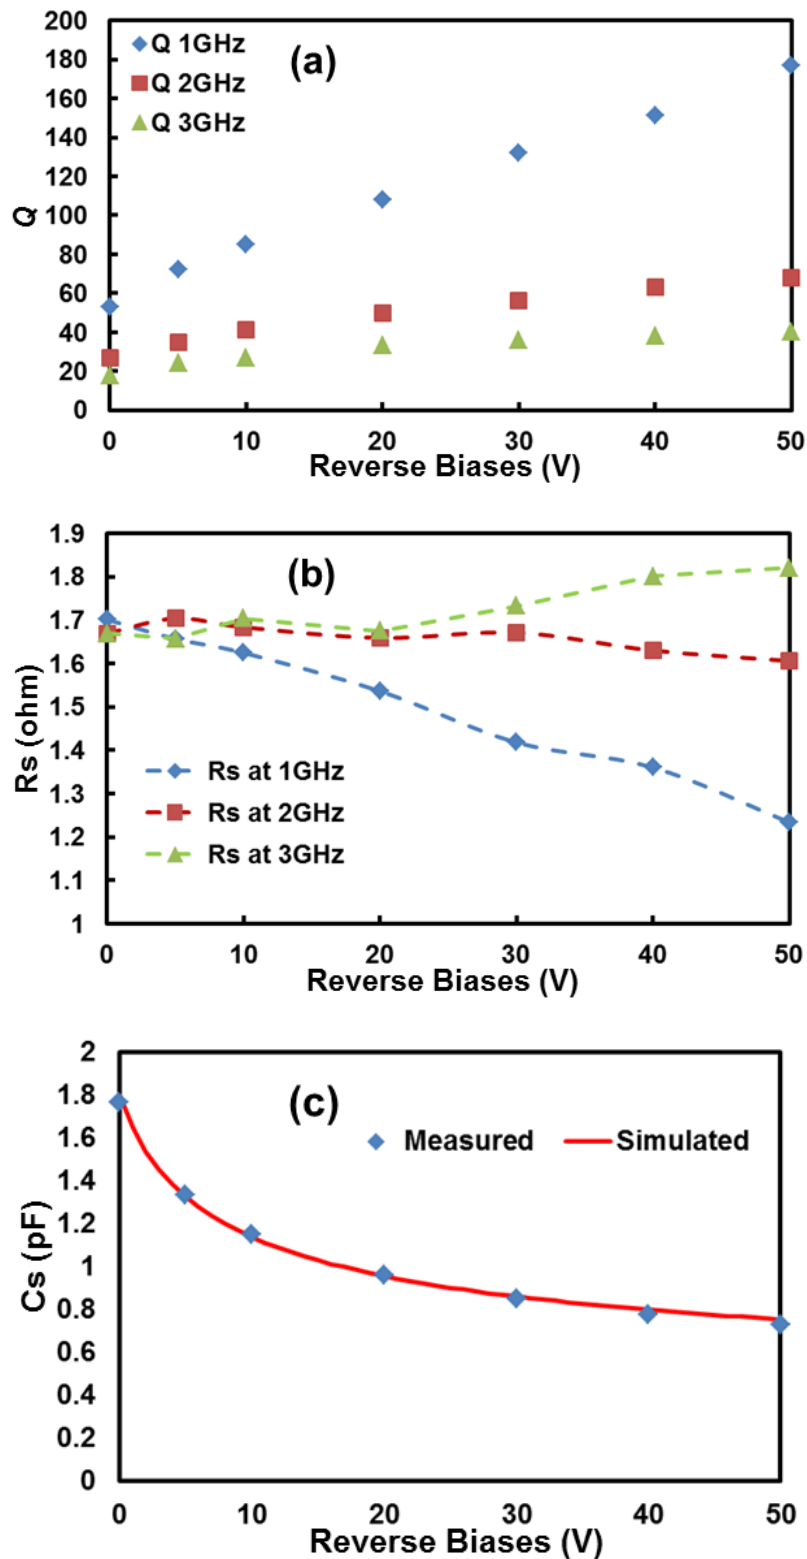 200
180
160
140
120
100
80
60
40
20
0
Q
Q 1GHz
Q 2GHz
Q 3GHz
(a)
0 10 20 30 40 50
Reverse Biases (V)
1.9
1.8
1.7
1.6
1.5
1.4
1.3
1.2
1.1
1
Rs (ohm)
(b)
Rs at 1GHz
Rs at 2GHz
Rs at 3GHz
0 10 20 30 40 50
Reverse Biases (V)
2
1.8
1.6
1.4
1.2
1
0.8
0.6
0.4
0.2
0
Cs (pF)
(c)
Measured Simulated
0 10 20 30 40 50
Reverse Biases (V)